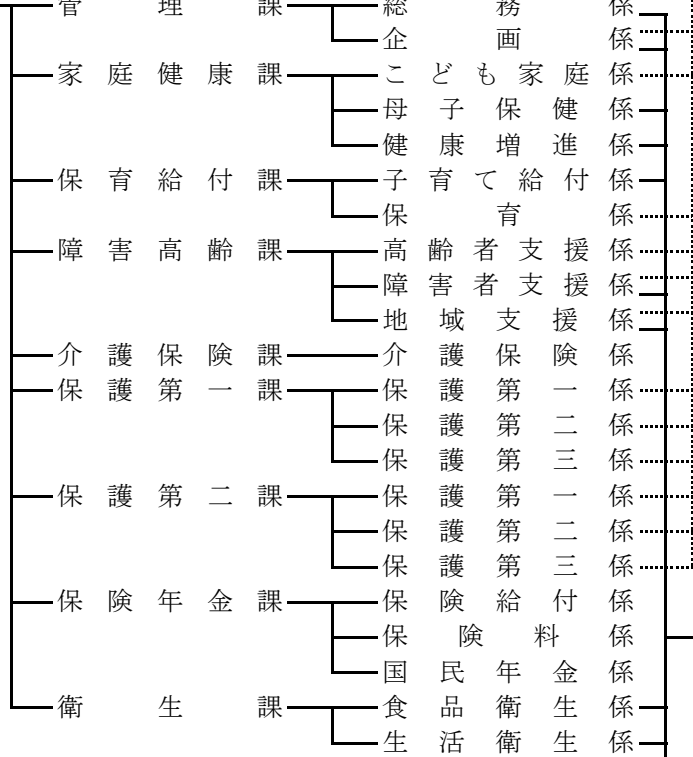 管理課 総務係
企画係
家庭健康課 こども家庭係
母子保健係
健康増進係
保育給付課 子育て給付係
保育係
障害高齢課 高齢者支援係
障害者支援係
地域支援係
介護保険課 介護保険係
保護第一課 保護第一係
保護第二係
保護第三係
保護第二課 保護第一係
保護第二係
保護第三係
保険年金課 保険給付係
保険料係
国民年金係
衛生課 食品衛生係
生活衛生係